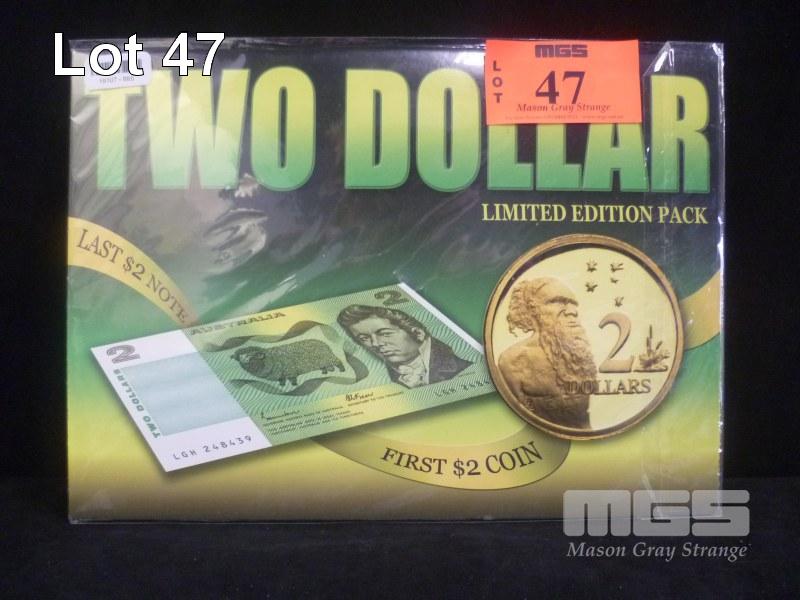 Lot 47
MGS
LOT
47
Mason Gray Strange
TWO DOLLAR
LIMITED EDITION PACK
LAST $2 NOTE
2
AUSTRALIA
2
TWO DOLLARS
LGH 248439
2
DOLLARS
FIRST $2 COIN
MGS
Mason Gray Strange